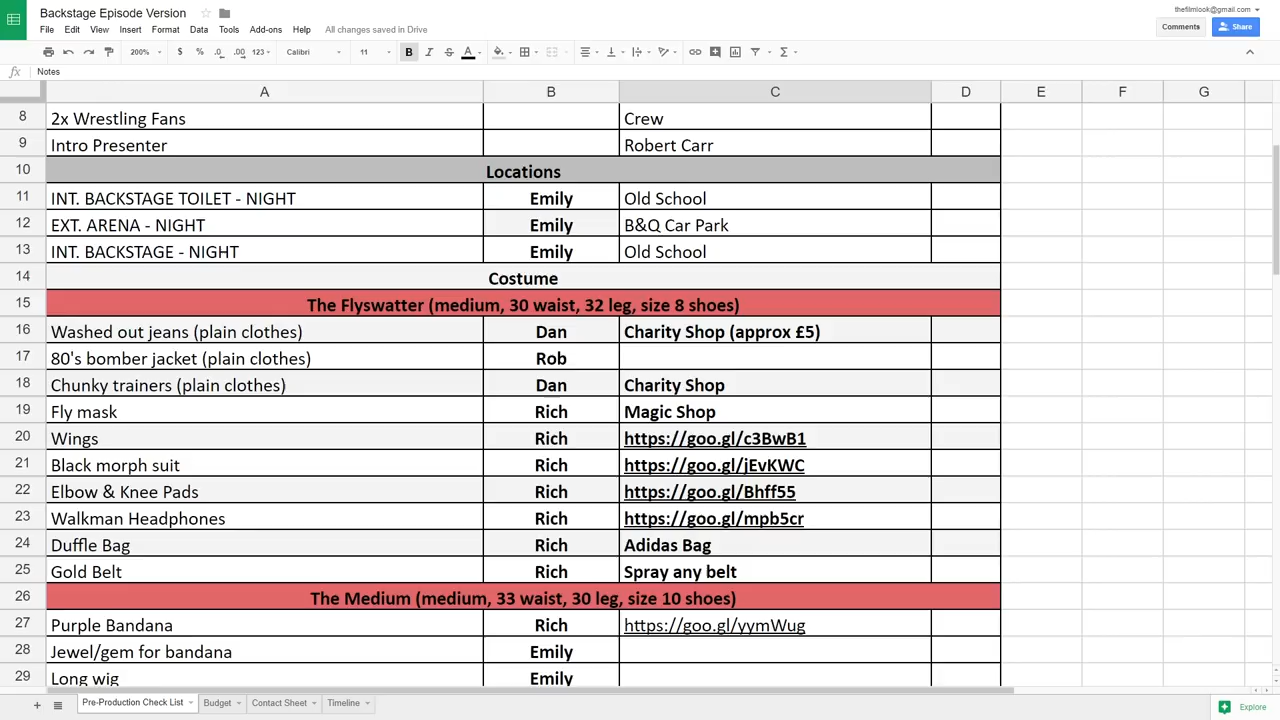 Backstage Episode Version
thefilmlook@gmail.com
File Edit View Insert Format Data Tools Add-ons Help All changes saved in Drive
Comments Share
200% $ % .0 .00 123 Calibri 11 B I S A
fx Notes
A B C D E F G
8 2x Wrestling Fans Crew
9 Intro Presenter Robert Carr
10 Locations
11 INT. BACKSTAGE TOILET - NIGHT Emily Old School
12 EXT. ARENA - NIGHT Emily B&Q Car Park
13 INT. BACKSTAGE - NIGHT Emily Old School
14 Costume
15 The Flyswatter (medium, 30 waist, 32 leg, size 8 shoes)
16 Washed out jeans (plain clothes) Dan Charity Shop (approx £5)
17 80's bomber jacket (plain clothes) Rob
18 Chunky trainers (plain clothes) Dan Charity Shop
19 Fly mask Rich Magic Shop
20 Wings Rich https://goo.gl/c3BwB1
21 Black morph suit Rich https://goo.gl/jEvKWC
22 Elbow & Knee Pads Rich https://goo.gl/Bhff55
23 Walkman Headphones Rich https://goo.gl/mpb5cr
24 Duffle Bag Rich Adidas Bag
25 Gold Belt Rich Spray any belt
26 The Medium (medium, 33 waist, 30 leg, size 10 shoes)
27 Purple Bandana Rich https://goo.gl/yymWug
28 Jewel/gem for bandana Emily
29 Long wig Emily
Pre-Production Check List Budget Contact Sheet Timeline Explore